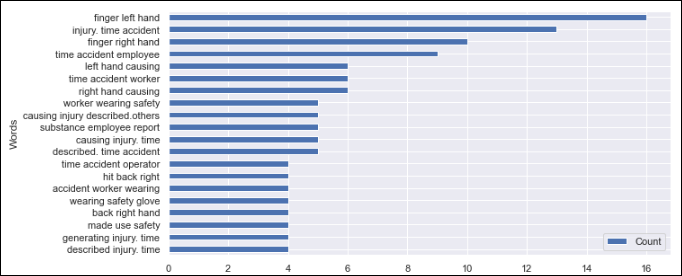 finger left hand
injury. time accident
finger right hand
time accident employee
left hand causing
time accident worker
right hand causing
worker wearing safety
causing injury described.others
substance employee report
causing injury. time
described. time accident
time accident operator
hit back right
accident worker wearing
wearing safety glove
back right hand
made use safety
generating injury. time
described injury. time
Words
Count
0 2 4 6 8 10 12 14 16